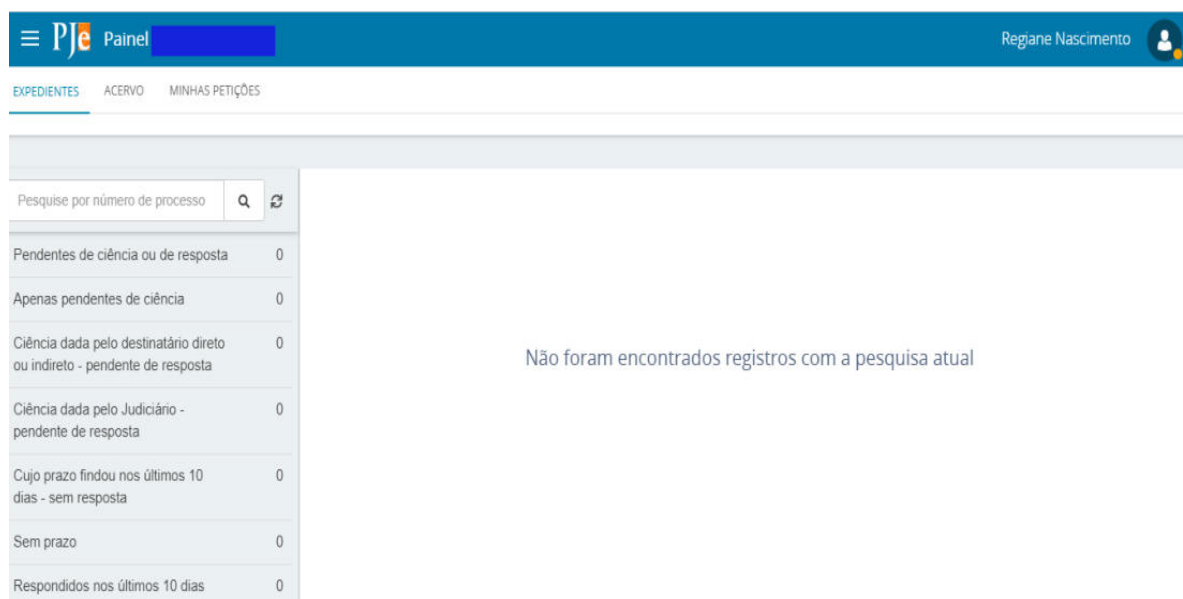 PJe Painel
Regiane Nascimento
EXPEDIENTES ACERVO MINHAS PETIÇÕES
Pesquise por número de processo
Pendentes de ciência ou de resposta 0
Apenas pendentes de ciência 0
Ciência dada pelo destinatário direto 0
ou indireto - pendente de resposta
Ciência dada pelo Judiciário - 0
pendente de resposta
Cujo prazo findou nos últimos 10 0
dias - sem resposta
Sem prazo 0
Respondidos nos últimos 10 dias 0
Não foram encontrados registros com a pesquisa atual